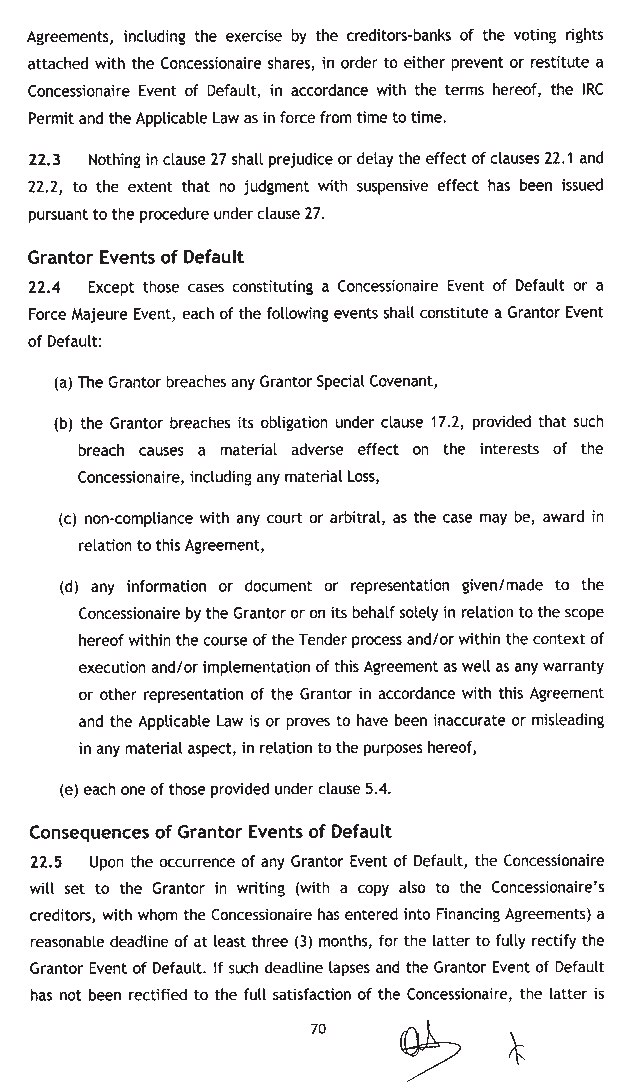 Agreements, including the exercise by the creditors-banks of the voting rights
attached with the Concessionaire shares, in order to either prevent or restitute a
Concessionaire Event of Default, in accordance with the terms hereof, the IRC
Permit and the Applicable Law as in force from time to time.
22.3 Nothing in clause 27 shall prejudice or delay the effect of clauses 22.1 and
22.2, to the extent that no judgment with suspensive effect has been issued
pursuant to the procedure under clause 27.
Grantor Events of Default
22.4 Except those cases constituting a Concessionaire Event of Default or a
Force Majeure Event, each of the following events shall constitute a Grantor Event
of Default:
(a) The Grantor breaches any Grantor Special Covenant,
(b) the Grantor breaches its obligation under clause 17.2, provided that such
breach causes a material adverse effect on the interests of the
Concessionaire, including any material Loss,
(c) non-compliance with any court or arbitral, as the case may be, award in
relation to this Agreement,
(d) any information or document or representation given/made to the
Concessionaire by the Grantor or on its behalf solely in relation to the scope
hereof within the course of the Tender process and/or within the context of
execution and/or implementation of this Agreement as well as any warranty
or other representation of the Grantor in accordance with this Agreement
and the Applicable Law is or proves to have been inaccurate or misleading
in any material aspect, in relation to the purposes hereof,
(e) each one of those provided under clause 5.4.
Consequences of Grantor Events of Default
22.5 Upon the occurrence of any Grantor Event of Default, the Concessionaire
will set to the Grantor in writing (with a copy also to the Concessionaire's
creditors, with whom the Concessionaire has entered into Financing Agreements) a
reasonable deadline of at least three (3) months, for the latter to fully rectify the
Grantor Event of Default. If such deadline lapses and the Grantor Event of Default
has not been rectified to the full satisfaction of the Concessionaire, the latter is
70